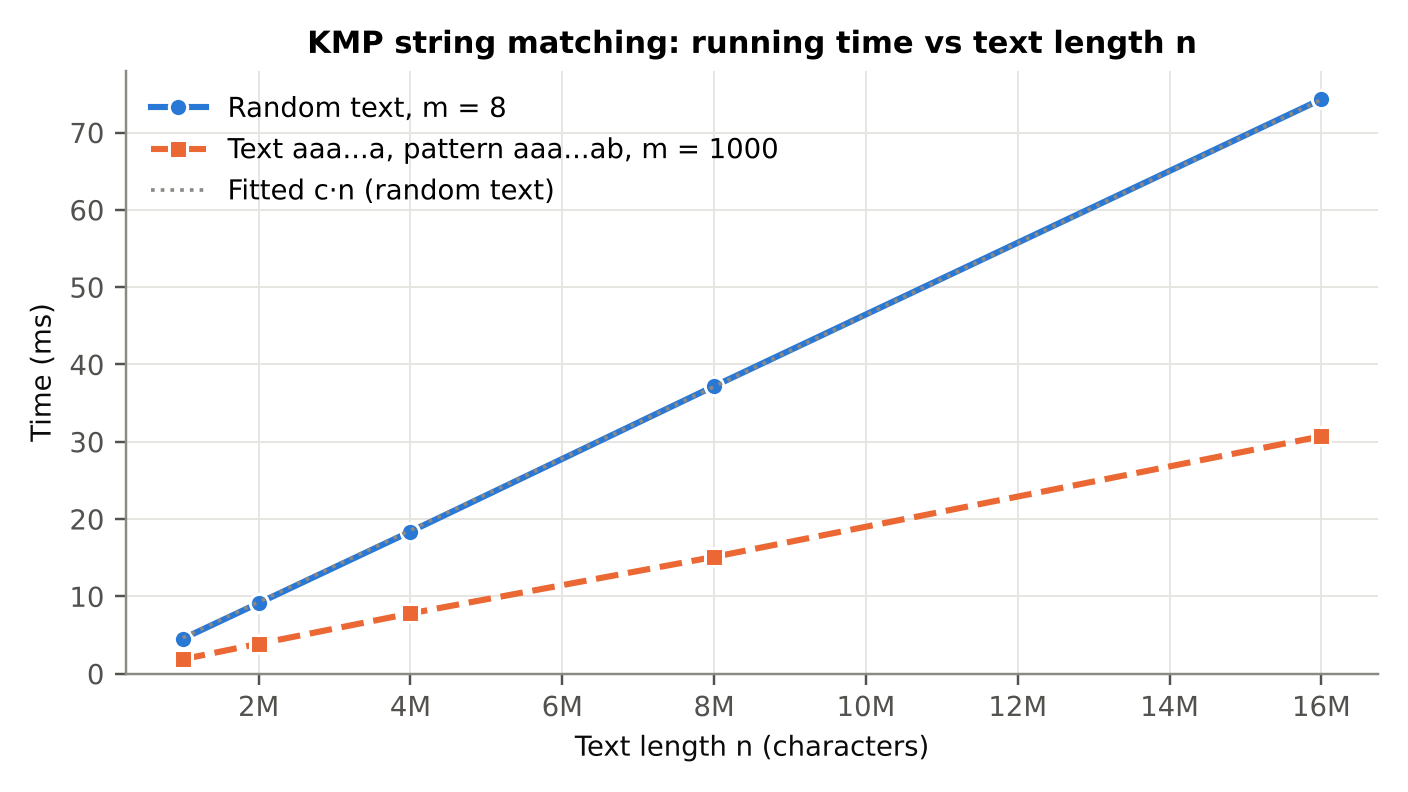 KMP string matching: running time vs text length n
Random text, m = 8
Text aaa...a, pattern aaa...ab, m = 1000
Fitted c·n (random text)
70
60
50
40
30
20
10
0
Time (ms)
2M 4M 6M 8M 10M 12M 14M 16M
Text length n (characters)